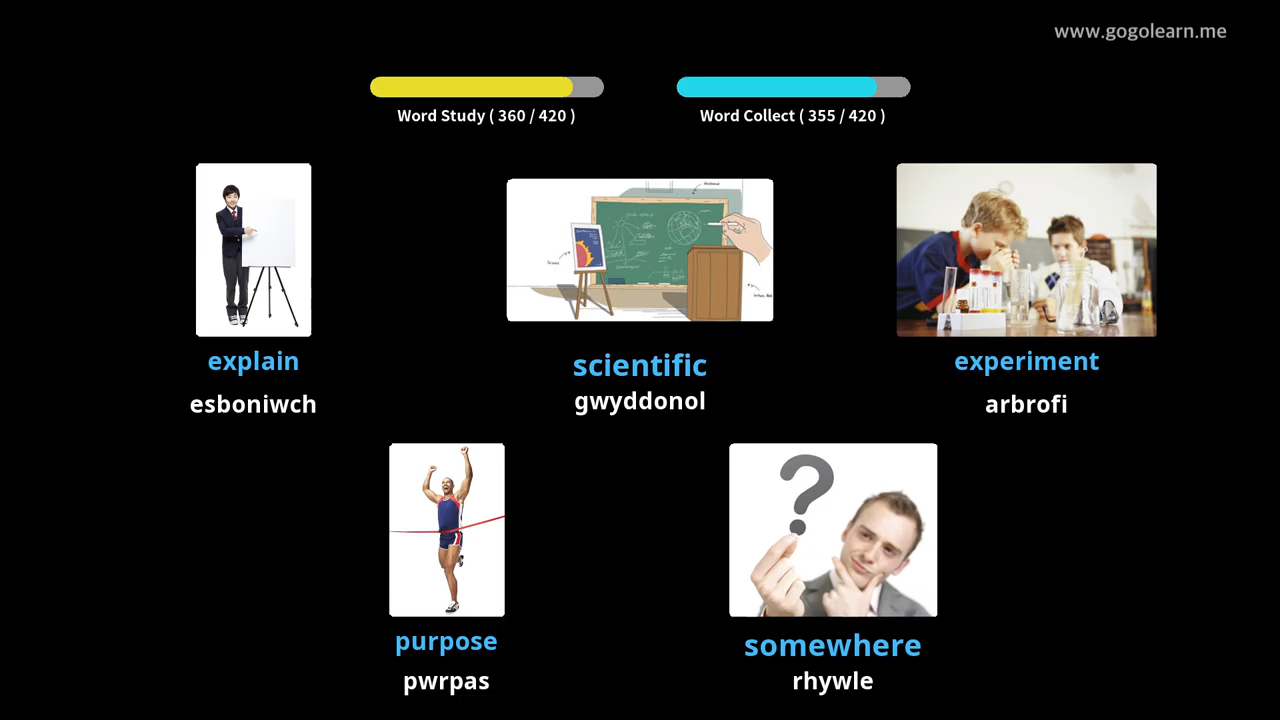 www.gogolearn.me
Word Study ( 360 / 420 )
Word Collect ( 355 / 420 )
explain
esboniwch
scientific
gwyddonol
experiment
arbrofi
purpose
pwrpas
somewhere
rhywle